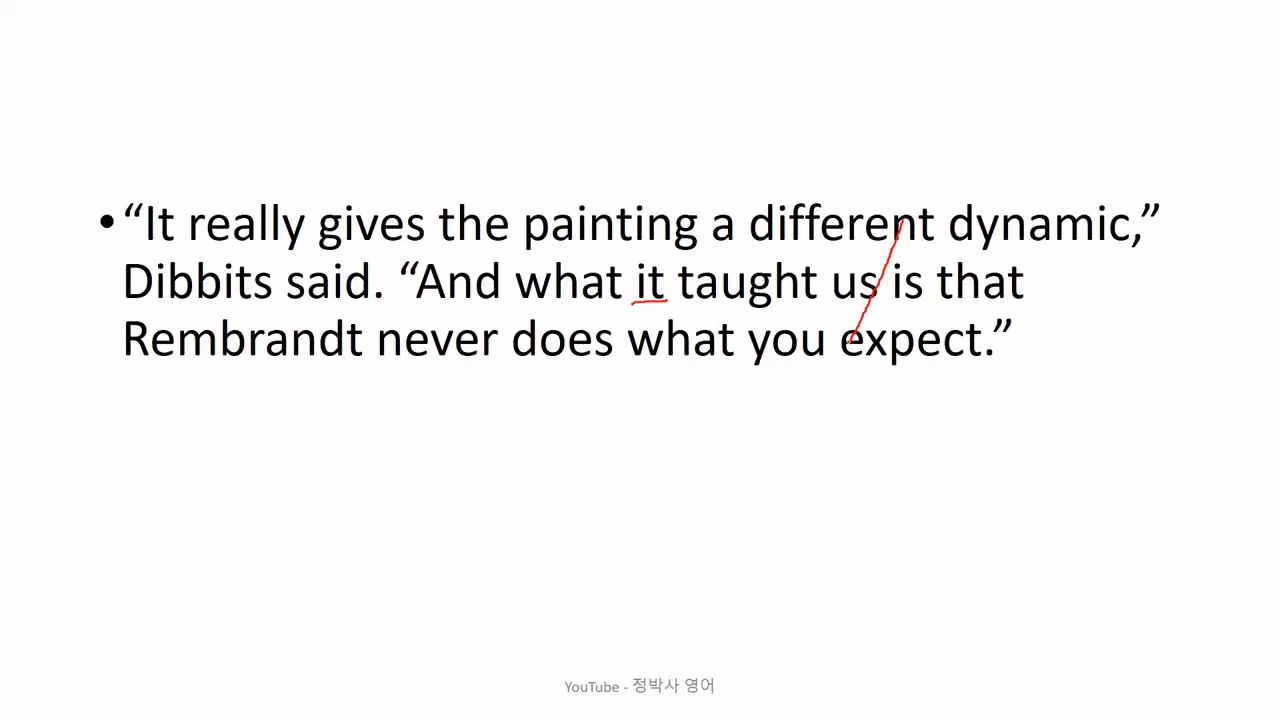 •“It really gives the painting a different dynamic,”
Dibbits said. “And what it taught us is that
Rembrandt never does what you expect.”
YouTube - 정박사 영어